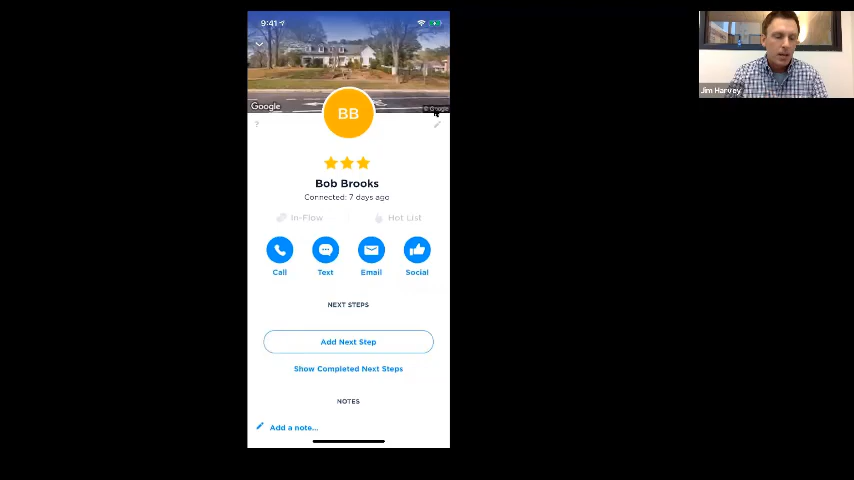 9:41
Google
© Google
BB
?
Bob Brooks
Connected: 7 days ago
In-Flow
Hot List
Call
Text
Email
Social
NEXT STEPS
Add Next Step
Show Completed Next Steps
NOTES
Add a note...
Jim Harvey